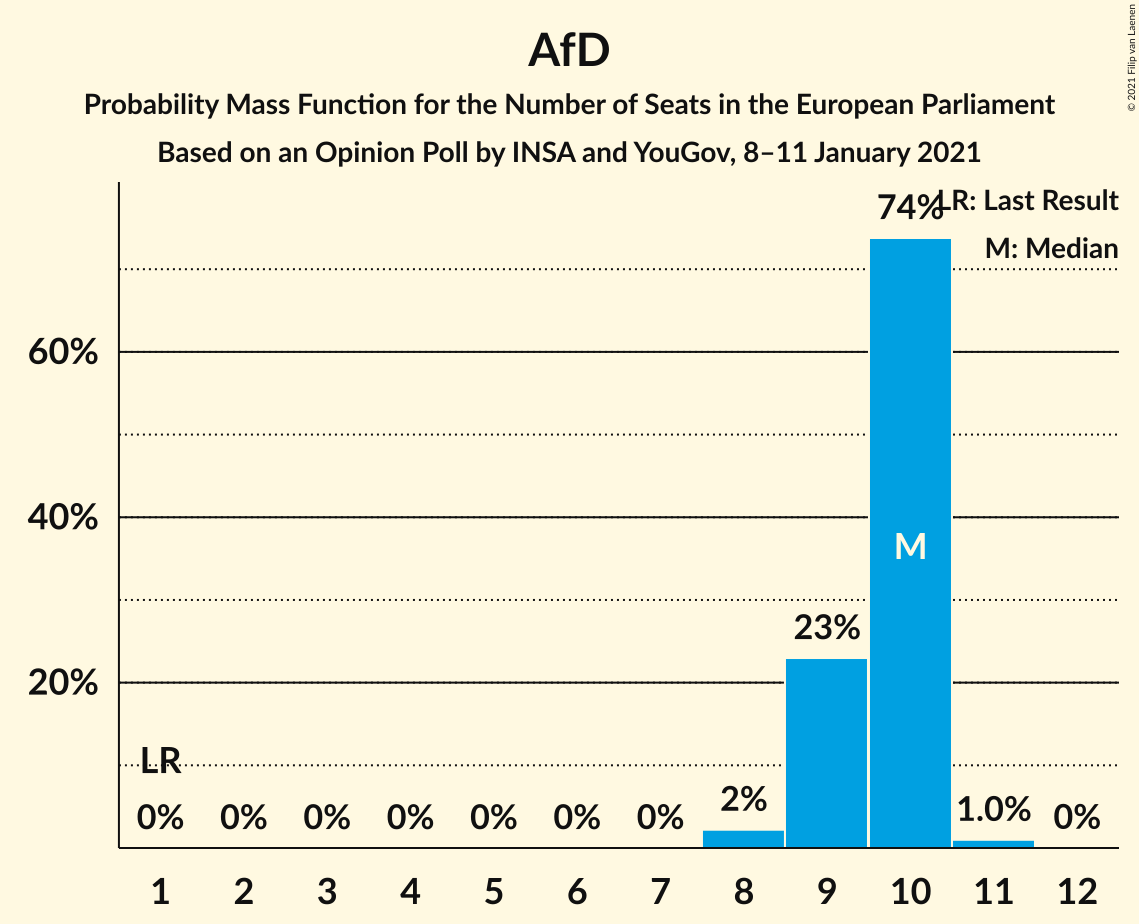 AfD
Probability Mass Function for the Number of Seats in the European Parliament
Based on an Opinion Poll by INSA and YouGov, 8–11 January 2021
© 2021 Filip van Laenen
LR: Last Result
M: Median
74%
60%
40%
M
23%
20%
LR
0% 0% 0% 0% 0% 0% 0% 2% 1.0% 0%
1 2 3 4 5 6 7 8 9 10 11 12